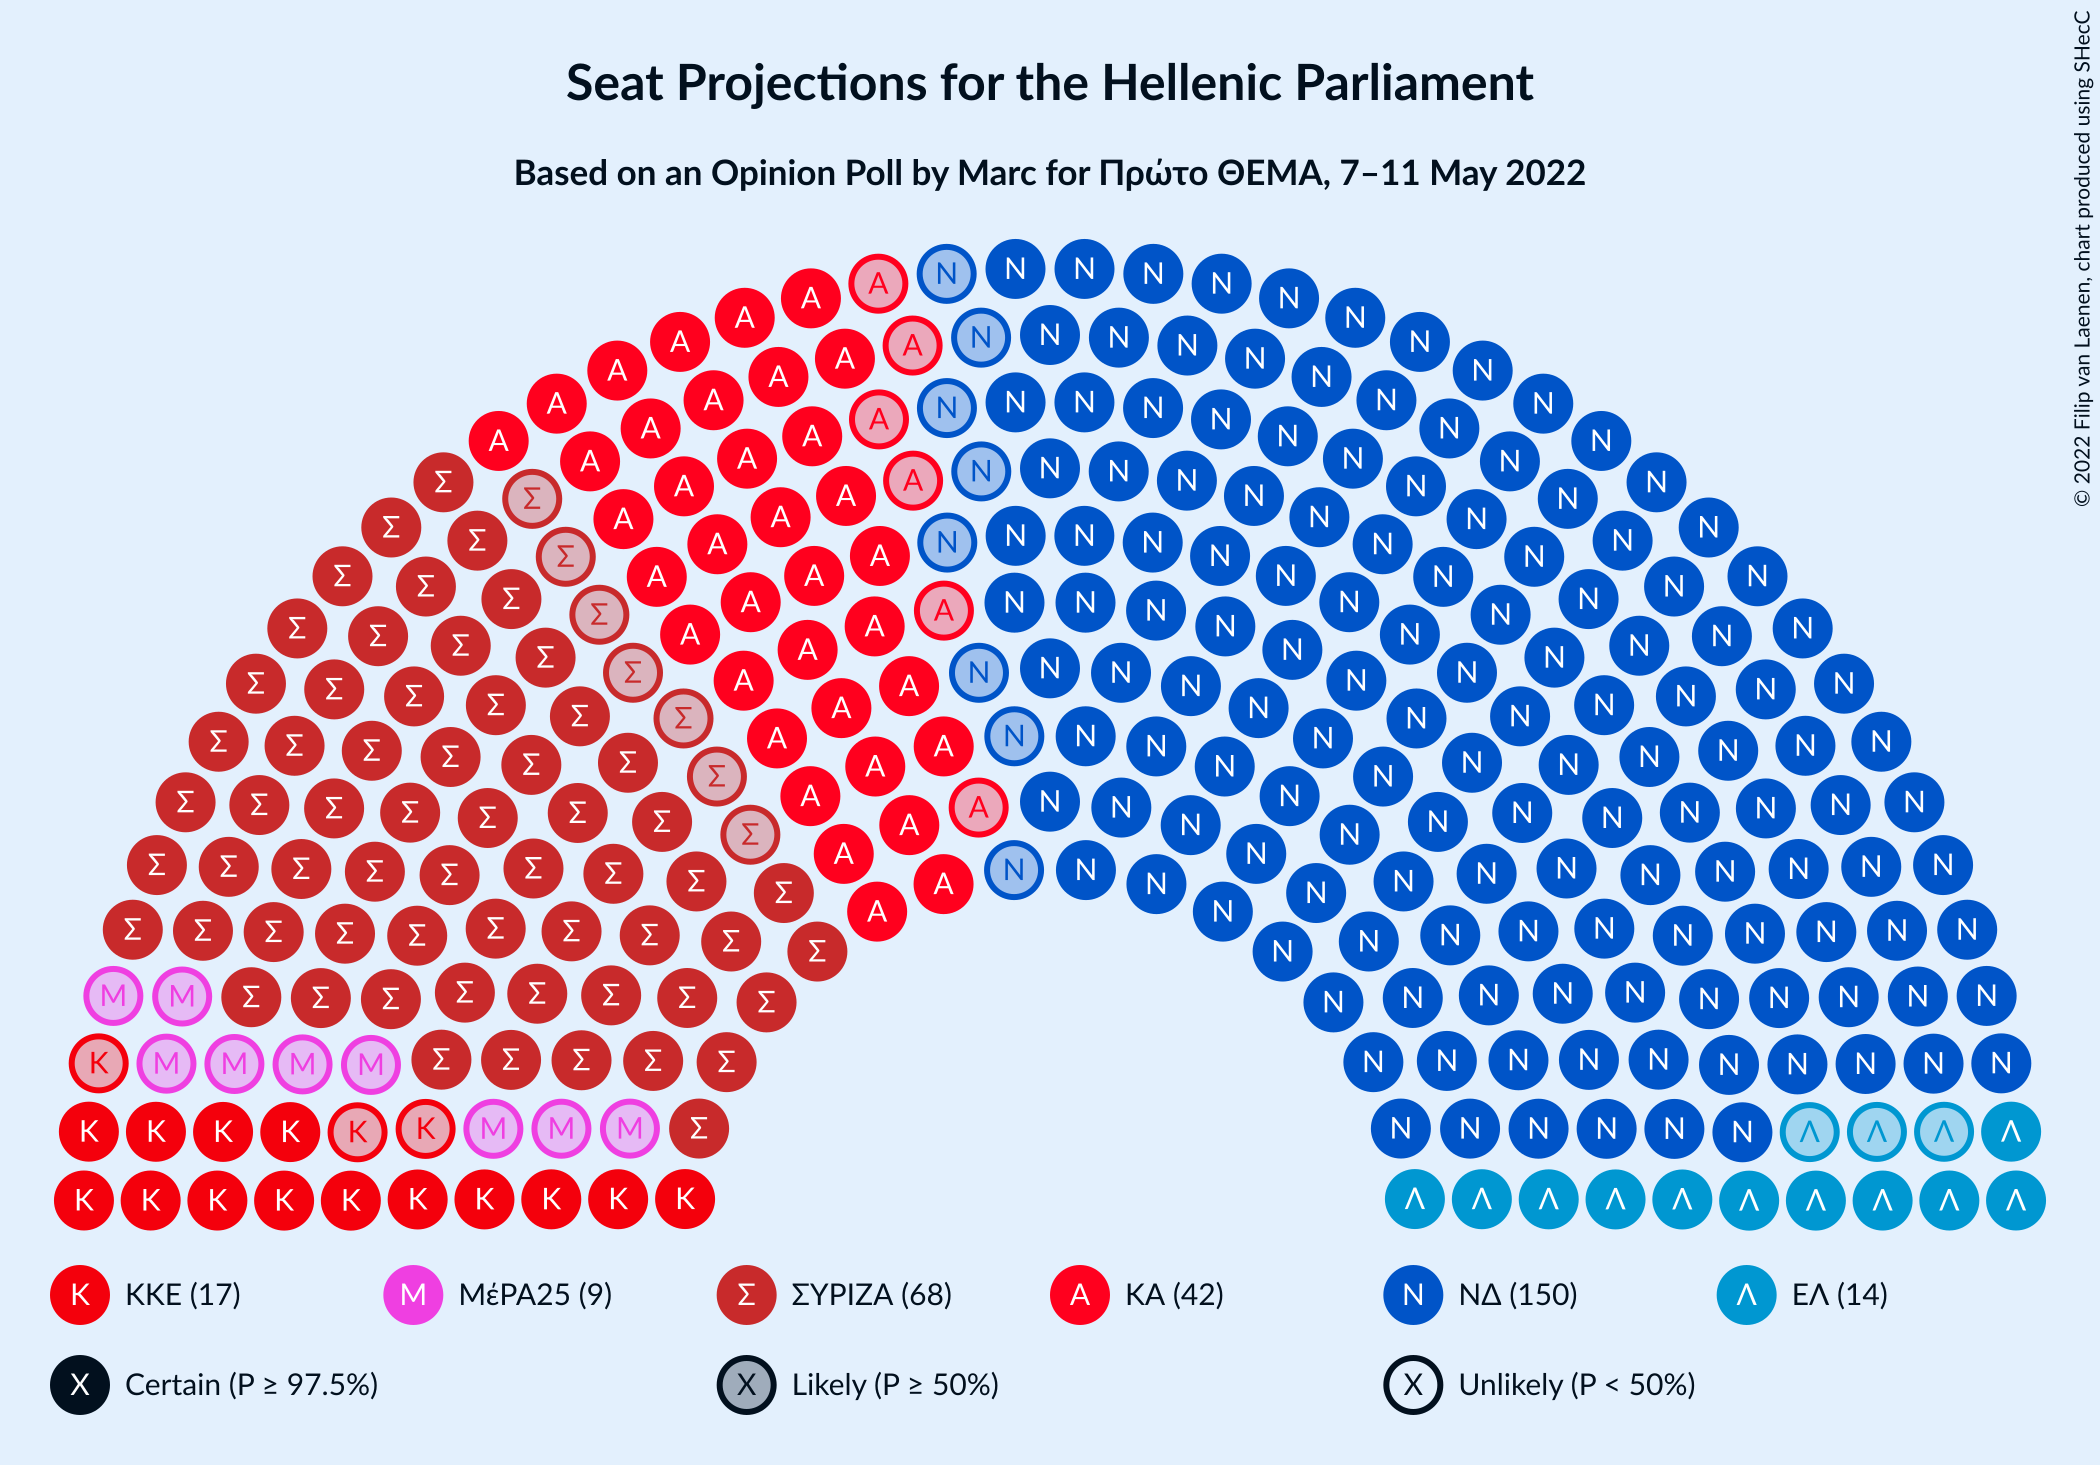 Seat Projections for the Hellenic Parliament
Based on an Opinion Poll by Marc for Πρώτο ΘΕΜΑ, 7–11 May 2022
© 2022 Filip van Laenen, chart produced using SHecC
Κ ΚΚΕ (17) Μ ΜέΡΑ25 (9) Σ ΣΥΡΙΖΑ (68) Α ΚΑ (42) Ν ΝΔ (150) Λ ΕΛ (14)
X Certain (P ≥ 97.5%) X Likely (P ≥ 50%) X Unlikely (P < 50%)